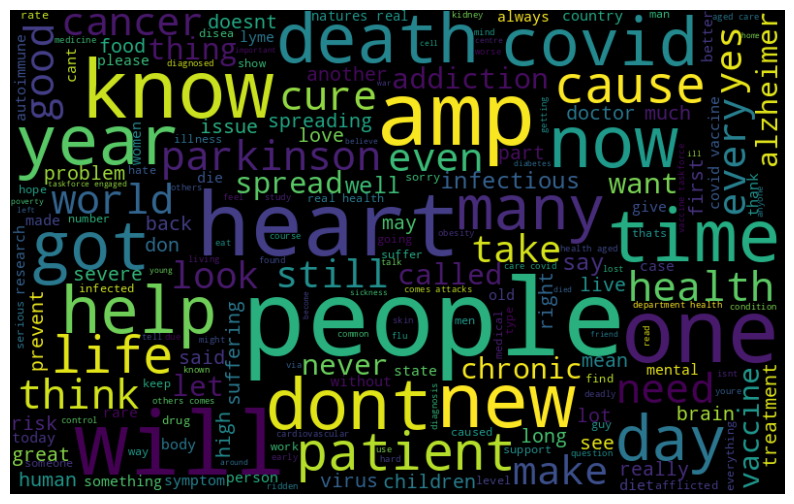 cancer
doesnt
natures real
disea
kidney
rate
medicine
food
lyme
please
thing
cant
diagnosed
show
autoimmune
good
death
covid
always
country
man
mind
cell
centre
worse
important
war
aged care
home
better
yes
know
cure
another
addiction
cause
doctor
much
every
alzheimer
issue
spreading
love
amp
year
women
illness
hate
believe
parkinson
even
part
now
getting
ill
diabetes
problem
die
sorry
spread
well
infectious
want
first
covid vaccine
vaccine taskforce
thank
anyone
hope
taskforce engaged
others
real health
poverty
left
number
feel
study
world
made
back
don
got
heart
many
may
going
suffer
talk
obesity
give
thats
time
severe
living
eat
course
found
look
still
called
take
say
case
health aged
care covid
lost
died
serious research
young
infected
sickness
comes attacks
old
right
live
health
department health
condition
prevent
help
people
one
become
common
skin
men
medical
type
friend
read
life
tell
might
known
via
flu
said
suffering
never
state
without
chronic
mean
mental
isnt
youre
find
deadly
think
others comes
keep
let
rare
drug
control
way
dont
new
need
brain
treatment
risk
today
great
someone
high
cardiovascular
caused
diagnosis
long
guy
lot
see
day
vaccine
everything
body
work
early
use
hard
support
question
really
human
something
symptom
person
around
ridden
will
patient
virus
children
level
make
diet
afflicted